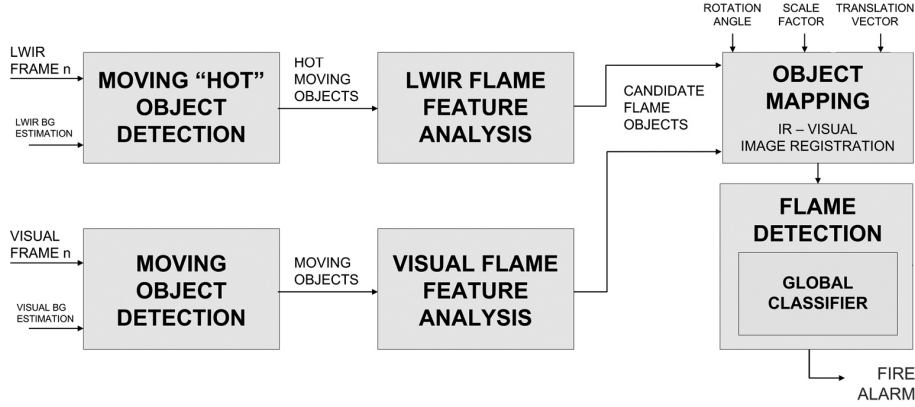 LWIR
FRAME n
LWIR BG
ESTIMATION
MOVING “HOT”
OBJECT
DETECTION
HOT
MOVING
OBJECTS
LWIR FLAME
FEATURE
ANALYSIS
CANDIDATE
FLAME
OBJECTS
ROTATION
ANGLE
SCALE
FACTOR
TRANSLATION
VECTOR
OBJECT
MAPPING
IR – VISUAL
IMAGE REGISTRATION
VISUAL
FRAME n
VISUAL BG
ESTIMATION
MOVING
OBJECT
DETECTION
MOVING
OBJECTS
VISUAL FLAME
FEATURE
ANALYSIS
FLAME
DETECTION
GLOBAL
CLASSIFIER
FIRE
ALARM